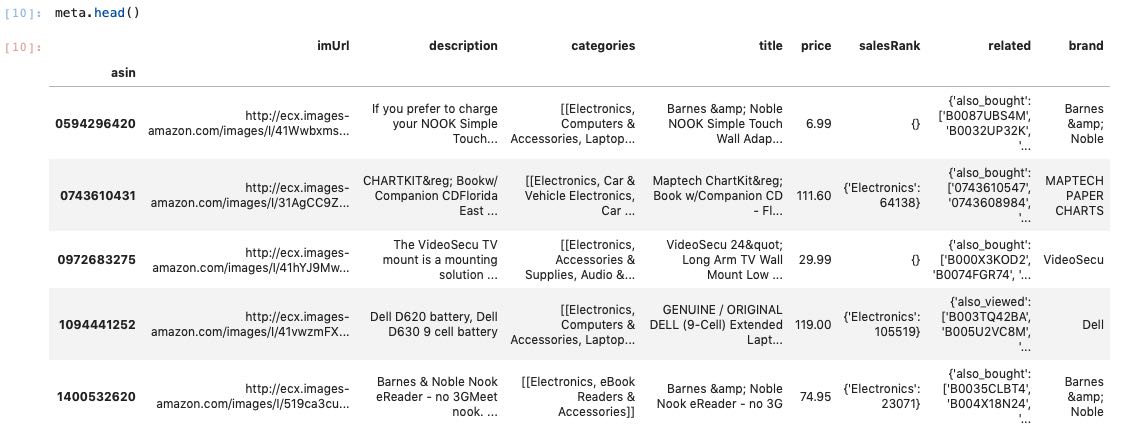 [10]: meta.head()
[10]: imUrl description categories title price salesRank related brand
asin
0594296420 http://ecx.images-amazon.com/images/I/41Wwbxms... If you prefer to charge your NOOK Simple Touch... [[Electronics, Computers & Accessories, Laptop... Barnes &amp; Noble NOOK Simple Touch Wall Adap... 6.99 {} {'also_bought': ['B0087UBS4M', 'B0032UP32K', '... Barnes &amp; Noble
0743610431 http://ecx.images-amazon.com/images/I/31AgCC9Z... CHARTKIT&reg; Bookw/ Companion CDFlorida East ... [[Electronics, Car & Vehicle Electronics, Car ... Maptech ChartKit&reg; Book w/Companion CD - Fl... 111.60 {'Electronics': 64138} {'also_bought': ['0743610547', '0743608984', '... MAPTECH PAPER CHARTS
0972683275 http://ecx.images-amazon.com/images/I/41hYJ9Mw... The VideoSecu TV mount is a mounting solution ... [[Electronics, Accessories & Supplies, Audio &... VideoSecu 24&quot; Long Arm TV Wall Mount Low ... 29.99 {} {'also_bought': ['B000X3KOD2', 'B0074FGR74', '... VideoSecu
1094441252 http://ecx.images-amazon.com/images/I/41vwzmFX... Dell D620 battery, Dell D630 9 cell battery [[Electronics, Computers & Accessories, Laptop... GENUINE / ORIGINAL DELL (9-Cell) Extended Lapt... 119.00 {'Electronics': 105519} {'also_viewed': ['B003TQ42BA, 'B005U2VC8M', '... Dell
1400532620 http://ecx.images-amazon.com/images/I/519ca3cu... Barnes & Noble Nook eReader - no 3GMeet nook. ... [[Electronics, eBook Readers & Accessories]] Barnes &amp; Noble Nook eReader - no 3G 74.95 {'Electronics': 23071} {'also_bought': ['B0035CLBT4', 'B004X18N24', '... Barnes &amp; Noble